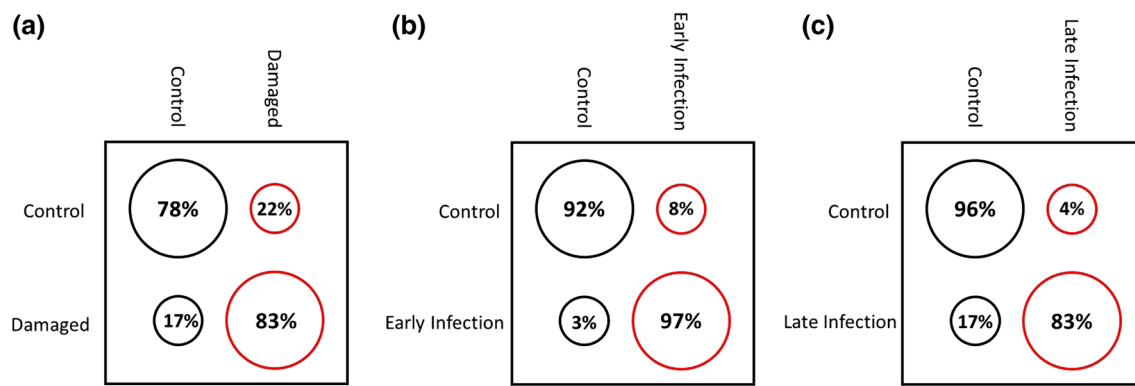 (a)
Control
Damaged
Control
78%
22%
Damaged
17%
83%
(b)
Control
Early Infection
Control
92%
8%
Early Infection
3%
97%
(c)
Control
Late Infection
Control
96%
4%
Late Infection
17%
83%